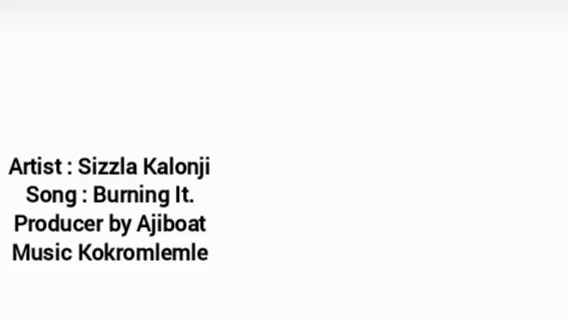 Artist : Sizzla Kalonji
Song : Burning It.
Producer by Ajiboat
Music Kokromlemle